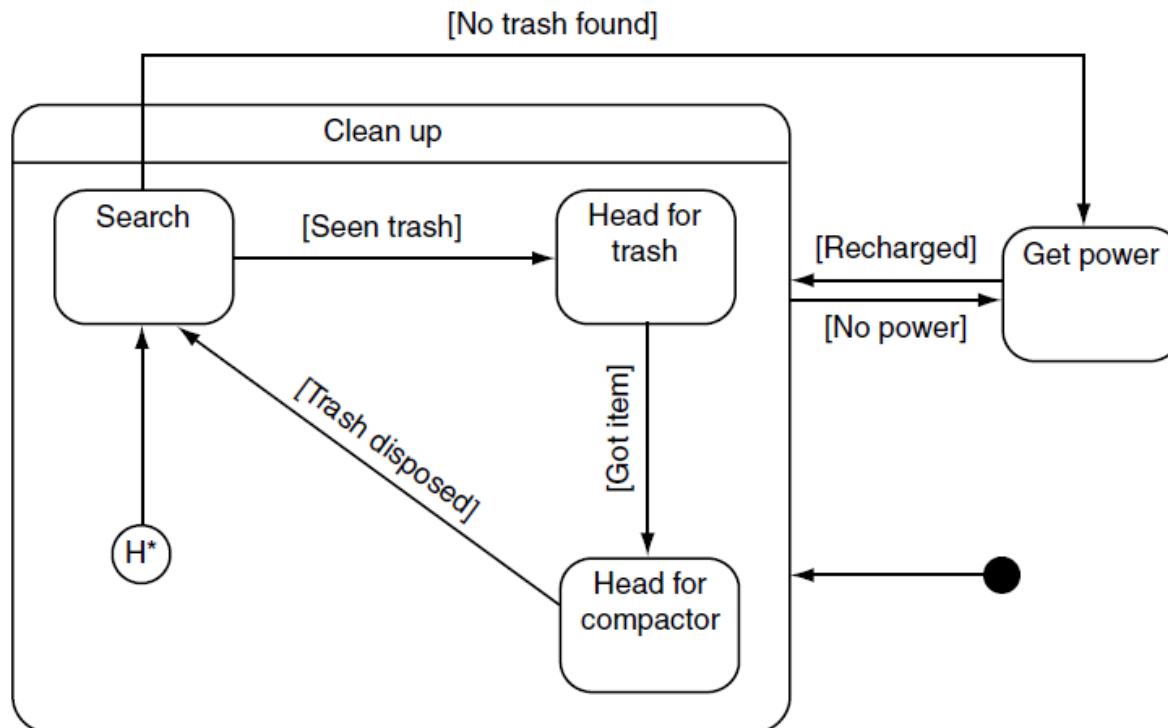 [No trash found]
Clean up
Search
[Seen trash]
Head for
trash
[Recharged]
Get power
[No power]
[Trash disposed]
[Got item]
H*
Head for
compactor